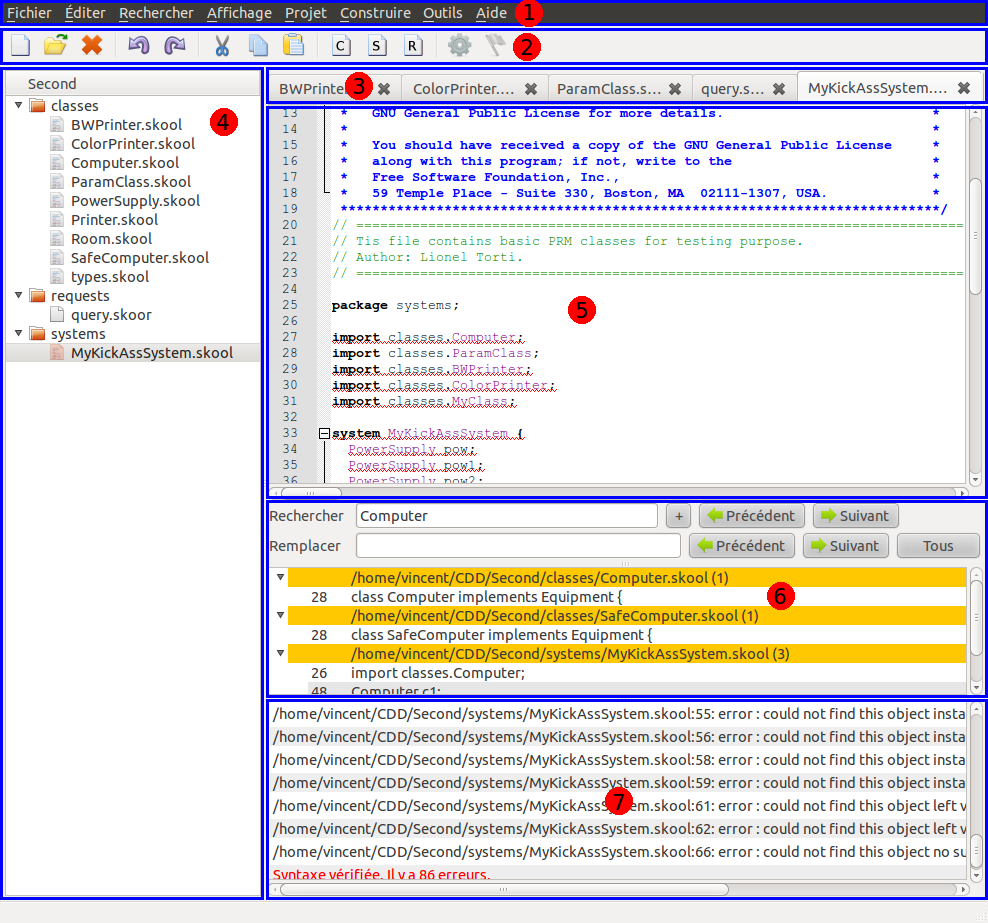 Fichier Éditer Rechercher Affichage Projet Construire Outils Aide 1
C S R 2
Second
classes
BWPrinter.skool 4
ColorPrinter.skool
Computer.skool
ParamClass.skool
PowerSupply.skool
Printer.skool
Room.skool
SafeComputer.skool
types.skool
requests
query.skoor
systems
MyKickAssSystem.skool
BWPrinte 3 ColorPrinter.... ParamClass.s... query.s... MyKickAssSystem....
13 * GNU General Public License for more details. *
14 * *
15 * You should have received a copy of the GNU General Public License *
16 * along with this program; if not, write to the *
17 * Free Software Foundation, Inc., *
18 * 59 Temple Place - Suite 330, Boston, MA 02111-1307, USA. *
19 ***************************************************************************/
20 // ============================================================================
21 // Tis file contains basic PRM classes for testing purpose.
22 // Author: Lionel Torti.
23 // ============================================================================
24
25 package systems; 5
26
27 import classes.Computer;
28 import classes.ParamClass;
29 import classes.BWPrinter;
30 import classes.ColorPrinter;
31 import classes.MyClass;
32
33 system MyKickAssSystem {
34 PowerSupply pow;
35 PowerSupply pow1;
36 PowerSupply pow2;
Rechercher Computer + Précédent Suivant
Remplacer Précédent Suivant Tous
/home/vincent/CDD/Second/classes/Computer.skool (1)
28 class Computer implements Equipment { 6
/home/vincent/CDD/Second/classes/SafeComputer.skool (1)
28 class SafeComputer implements Equipment {
/home/vincent/CDD/Second/systems/MyKickAssSystem.skool (3)
26 import classes.Computer;
48 Computer c1;
/home/vincent/CDD/Second/systems/MyKickAssSystem.skool:55: error : could not find this object insta
/home/vincent/CDD/Second/systems/MyKickAssSystem.skool:56: error : could not find this object insta
/home/vincent/CDD/Second/systems/MyKickAssSystem.skool:58: error : could not find this object insta
/home/vincent/CDD/Second/systems/MyKickAssSystem.skool:59: error : could not find this object insta
/home/vincent/CDD/Second/systems/MyKickAssSystem.skool:61: error : could not find this object left v
7
/home/vincent/CDD/Second/systems/MyKickAssSystem.skool:62: error : could not find this object left v
/home/vincent/CDD/Second/systems/MyKickAssSystem.skool:66: error : could not find this object no su
Syntaxe vérifiée. Il y a 86 erreurs.